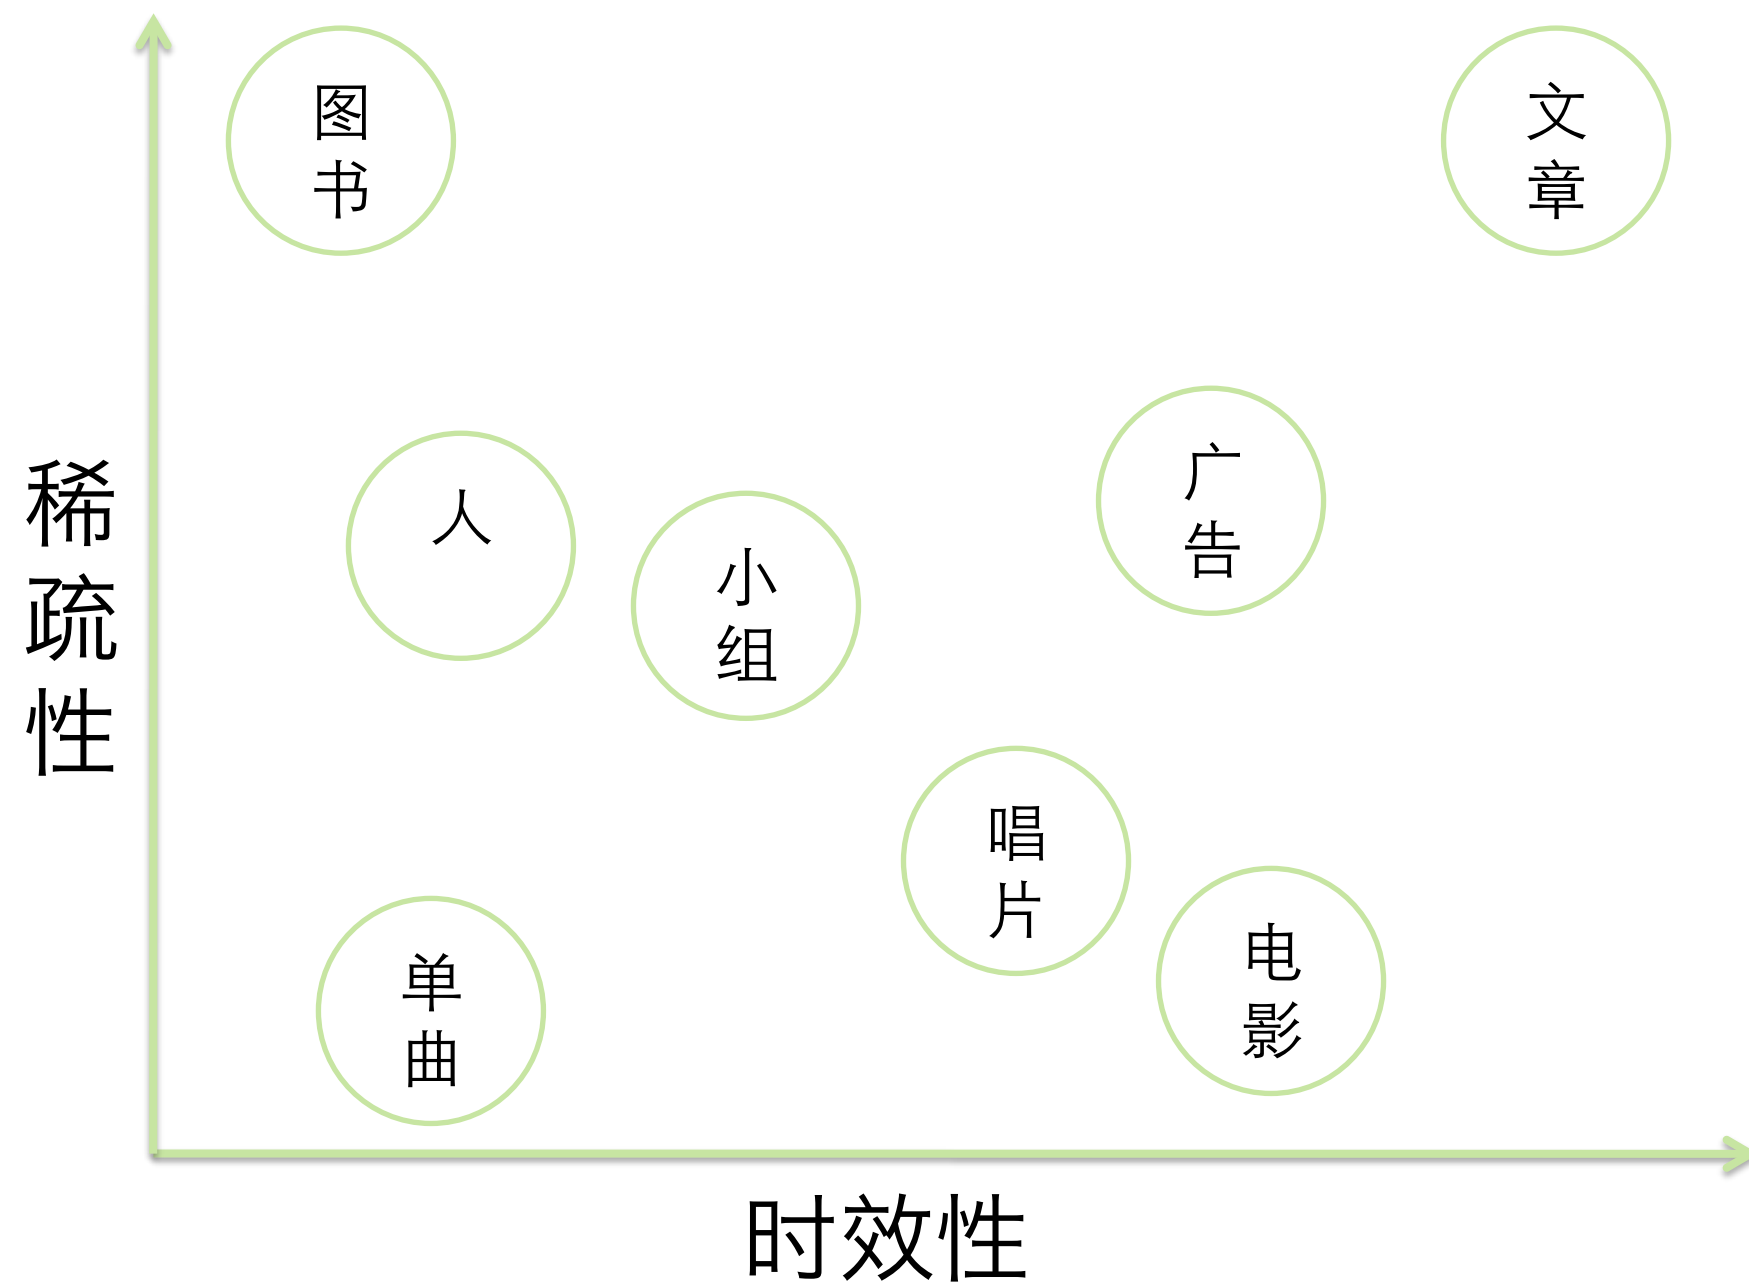 图书
文章
稀疏性
人
小组
广告
唱片
单曲
电影
时效性